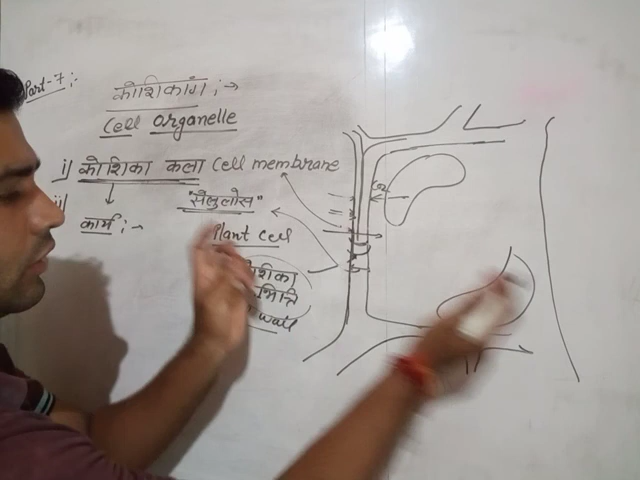 Part-7 :-
कोशिकांग :→
Cell organelle
i) कोशिका कला Cell membrane
ii) "सेलुलोस"
कार्य :-
Plant Cell
भित्ति
wall